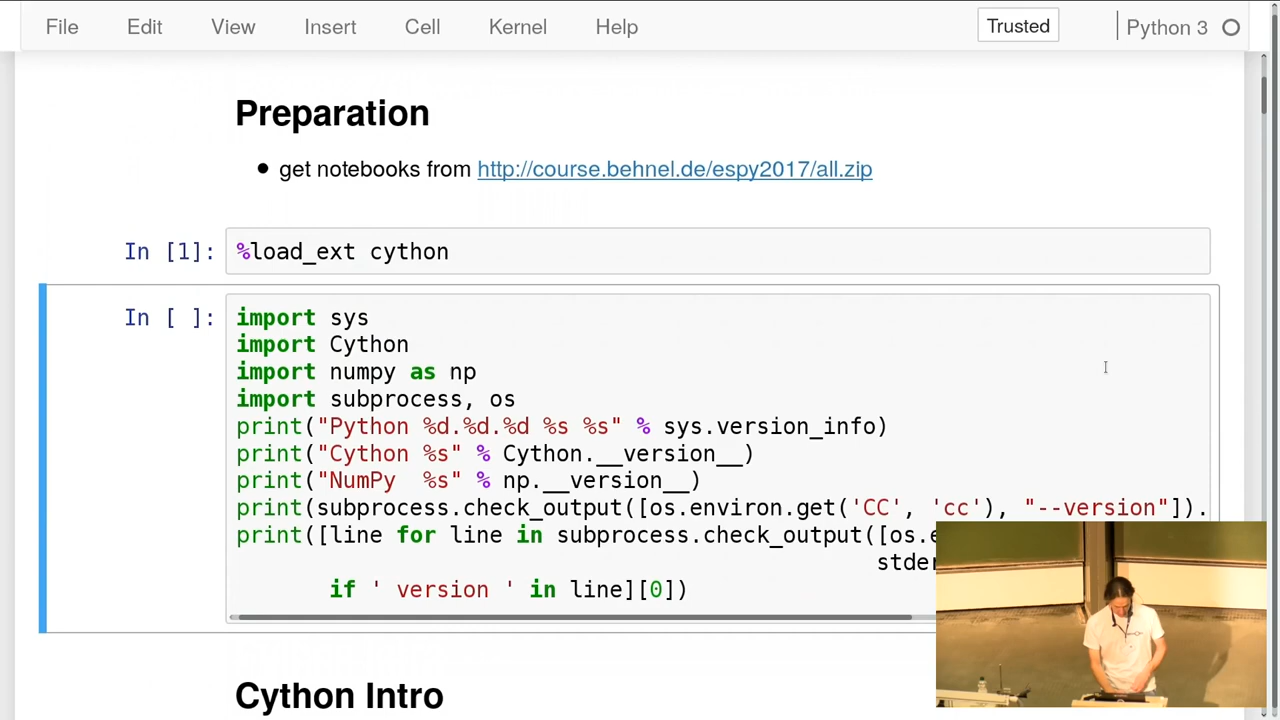 File Edit View Insert Cell Kernel Help Trusted Python 3
Preparation
get notebooks from http://course.behnel.de/espy2017/all.zip
In [1]: %load_ext cython
In [ ]: import sys
import Cython
import numpy as np
import subprocess, os
print("Python %d.%d.%d %s %s" % sys.version_info)
print("Cython %s" % Cython.__version__)
print("NumPy  %s" % np.__version__)
print(subprocess.check_output([os.environ.get('CC', 'cc'), "--version"]).
print([line for line in subprocess.check_output([os.e
stder
if ' version ' in line][0])
Cython Intro